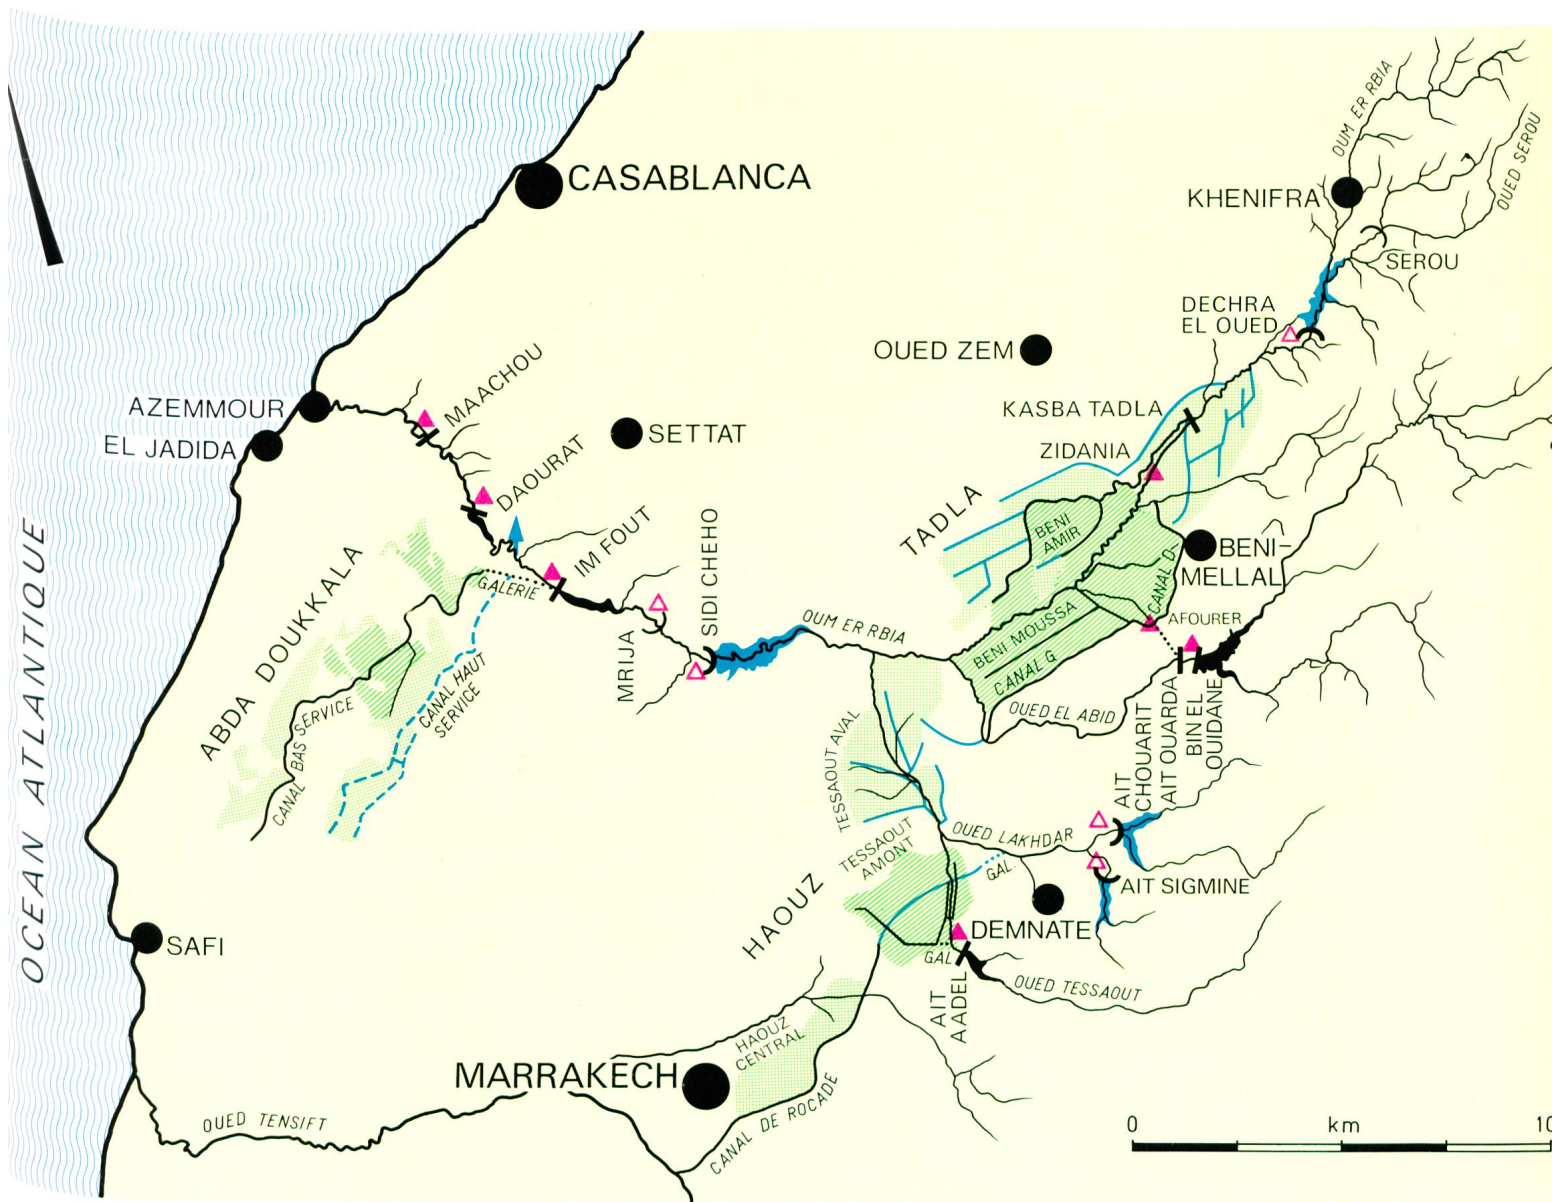 OUM ER RBIA
OUED SEROU
CASABLANCA
KHENIFRA
SEROU
DECHRA
EL OUED
OUED ZEM
MAACHOU
AZEMMOUR
EL JADIDA
SETTAT
KASBA TADLA
ZIDANIA
DAOURAT
TADLA
BENI
AMIR
BENI-
MELLAL
IM FOUT
SIDI CHEHO
GALERIE
CANAL D.
OCEAN ATLANTIQUE
ABDA DOUKKALA
MRIJA
OUM ER RBIA
BENI MOUSSA
CANAL G
AFOURER
CANAL HAUT
SERVICE
CANAL BAS SERVICE
OUED EL ABID
AIT
CHOUARIT
AIT OUARDA
BIN EL
OUIDANE
TESSAOUT AVAL
TESSAOUT
AMONT
OUED LAKHDAR
GAL.
AIT SIGMINE
HAOUZ
DEMNATE
SAFI
GAL
AIT
AADEL
OUED TESSAOUT
HAOUZ
CENTRAL
MARRAKECH
CANAL DE ROCADE
OUED TENSIFT
0 km 10